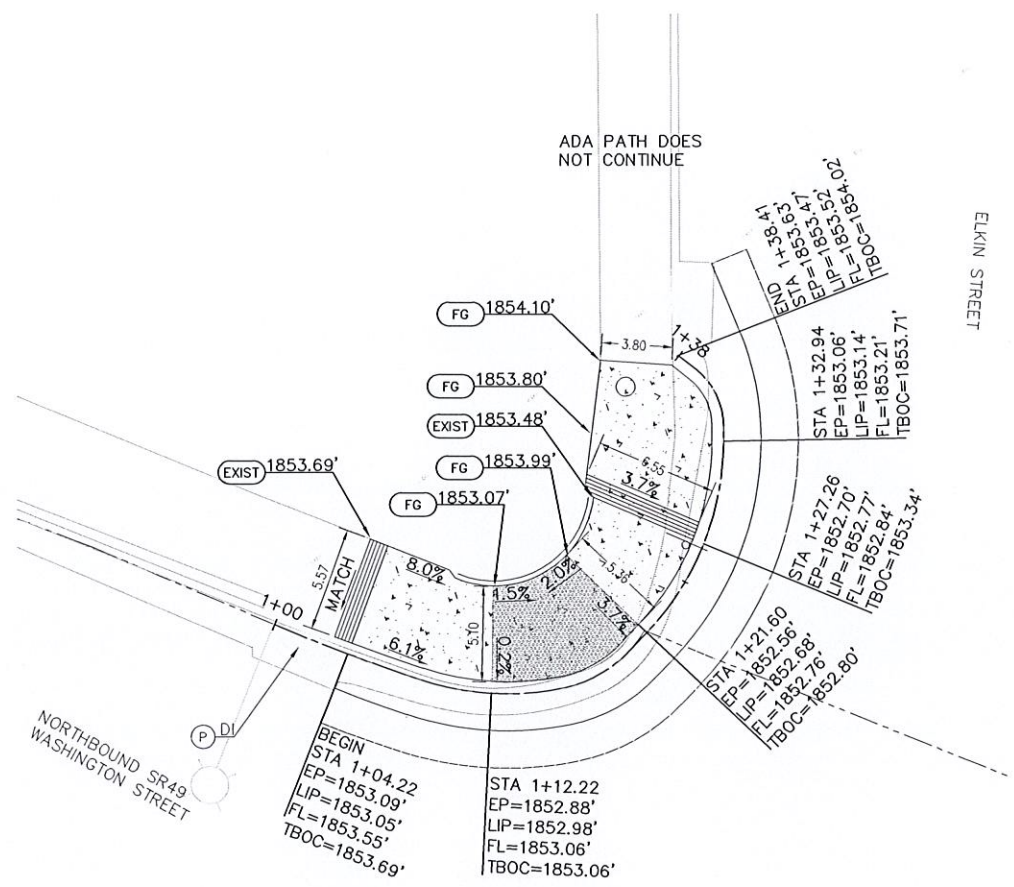 ADA PATH DOES
NOT CONTINUE
ELKIN STREET
END
STA 1+38.41
EP=1853.63'
LIP=1853.47'
FL=1853.52'
TBOC=1854.02'
FG 1854.10'
3.80
1+38
FG 1853.80'
EXIST 1853.48'
FG 1853.99'
EXIST 1853.69'
FG 1853.07'
STA 1+32.94
EP=1853.06'
LIP=1853.14'
FL=1853.21'
TBOC=1853.71'
6.55
3.7%
STA 1+27.26
EP=1852.70'
LIP=1852.77'
FL=1852.84'
TBOC=1853.34'
5.57
MATCH
8.0%
6.1%
1+00
5.10
1.5%
2.0%
0.2%
5.36
3.7%
STA 1+21.60
EP=1852.56'
LIP=1852.68'
FL=1852.76'
TBOC=1852.80'
P DI
NORTHBOUND SR49
WASHINGTON STREET
BEGIN
STA 1+04.22
EP=1853.09'
LIP=1853.05'
FL=1853.55'
TBOC=1853.69'
STA 1+12.22
EP=1852.88'
LIP=1852.98'
FL=1853.06'
TBOC=1853.06'